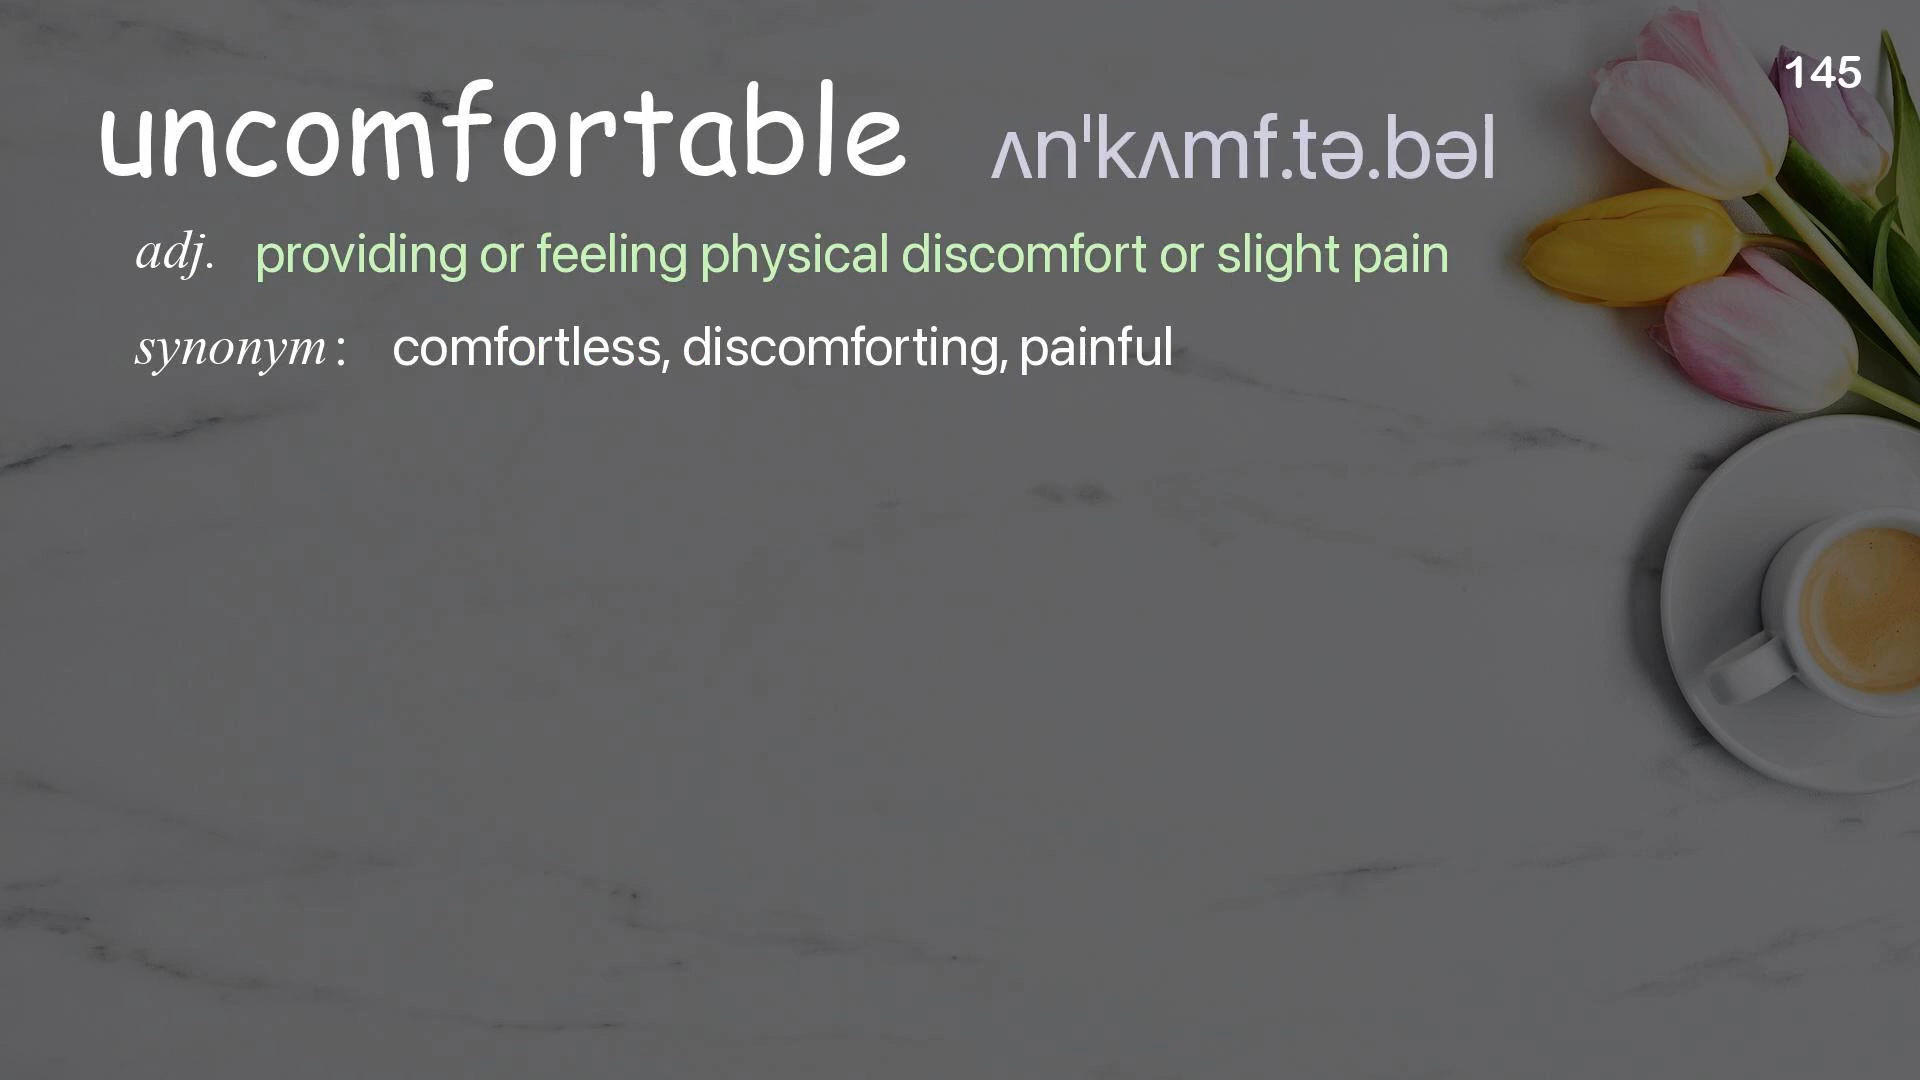 145
uncomfortable ʌnˈkʌmf.tə.bəl
adj. providing or feeling physical discomfort or slight pain
synonym: comfortless, discomforting, painful